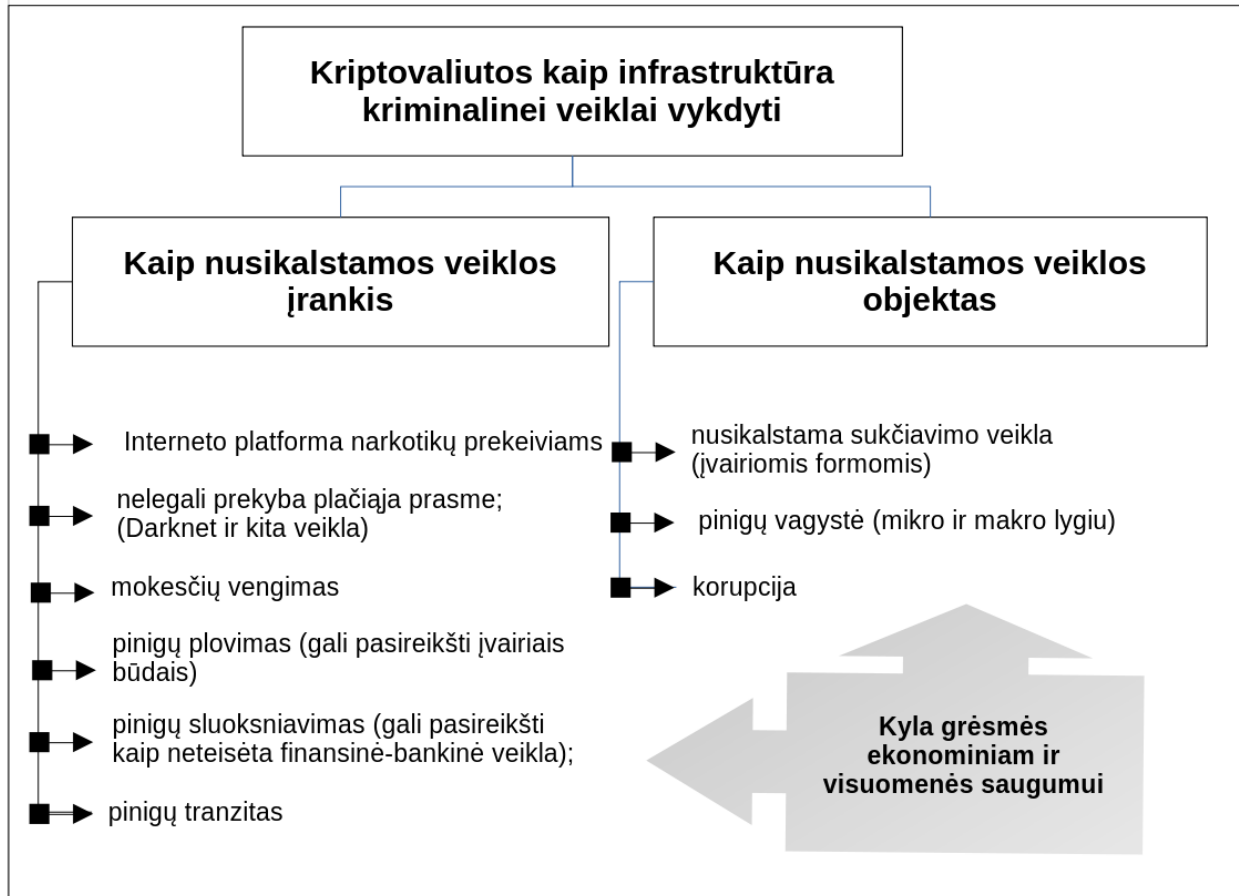 Kriptovaliutos kaip infrastruktūra
kriminalinei veiklai vykdyti
Kaip nusikalstamos veiklos
įrankis
Interneto platforma narkotikų prekeiviams
nelegali prekyba plačiąja prasme;
(Darknet ir kita veikla)
mokesčių vengimas
pinigų plovimas (gali pasireikšti įvairiais
būdais)
pinigų sluoksniavimas (gali pasireikšti
kaip neteisėta finansinė-bankinė veikla);
pinigų tranzitas
Kaip nusikalstamos veiklos
objektas
nusikalstama sukčiavimo veikla
(įvairiomis formomis)
pinigų vagystė (mikro ir makro lygiu)
korupcija
Kyla grėsmės
ekonominiam ir
visuomenės saugumui